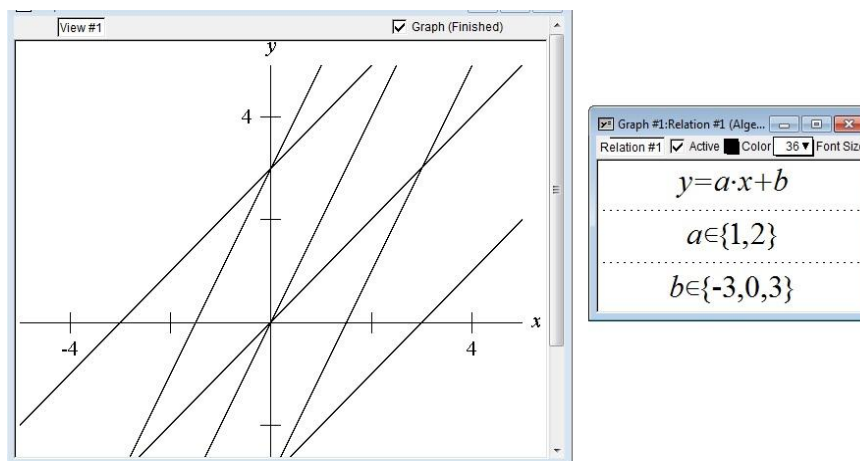 View #1
Graph (Finished)
y
4
-4
4
x
Graph #1:Relation #1 (Alge...
Relation #1 Active Color 36▼ Font Size
y=a·x+b
a∈{1,2}
b∈{-3,0,3}